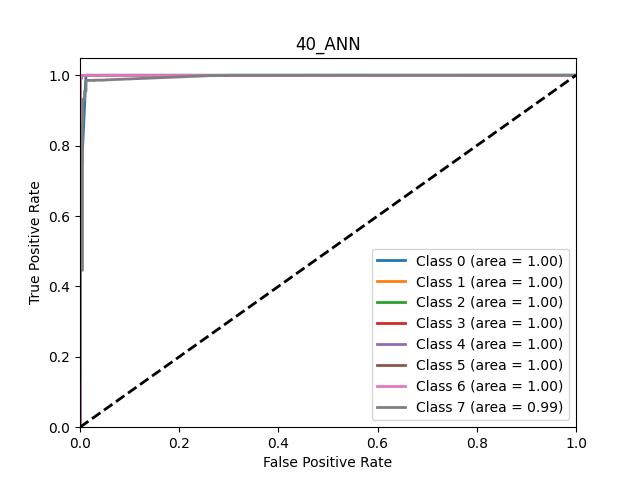 40_ANN
True Positive Rate
1.0
0.8
0.6
0.4
0.2
0.0
Class 0 (area = 1.00)
Class 1 (area = 1.00)
Class 2 (area = 1.00)
Class 3 (area = 1.00)
Class 4 (area = 1.00)
Class 5 (area = 1.00)
Class 6 (area = 1.00)
Class 7 (area = 0.99)
0.0 0.2 0.4 0.6 0.8 1.0
False Positive Rate